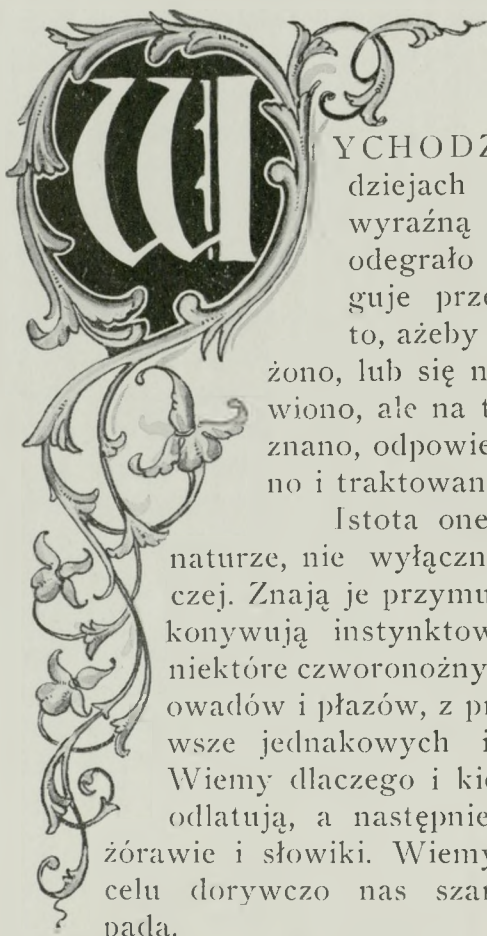 WYCHODZ
dziejach
wyraźną
odegrało
guje prze
to, ażeby
żono, lub się n
wiono, ale na t
znano, odpowie
no i traktowan
Istota one
naturze, nie wyłączn
czej. Znają je przymu
konywują instynktow
niektóre czworonożny
owadów i płazów, z pr
wsze jednakowych i
Wiemy dlaczego i kie
odlatują, a następnie
żórawie i słowiki. Wiemy
celu dorywczo nas szar
pada.